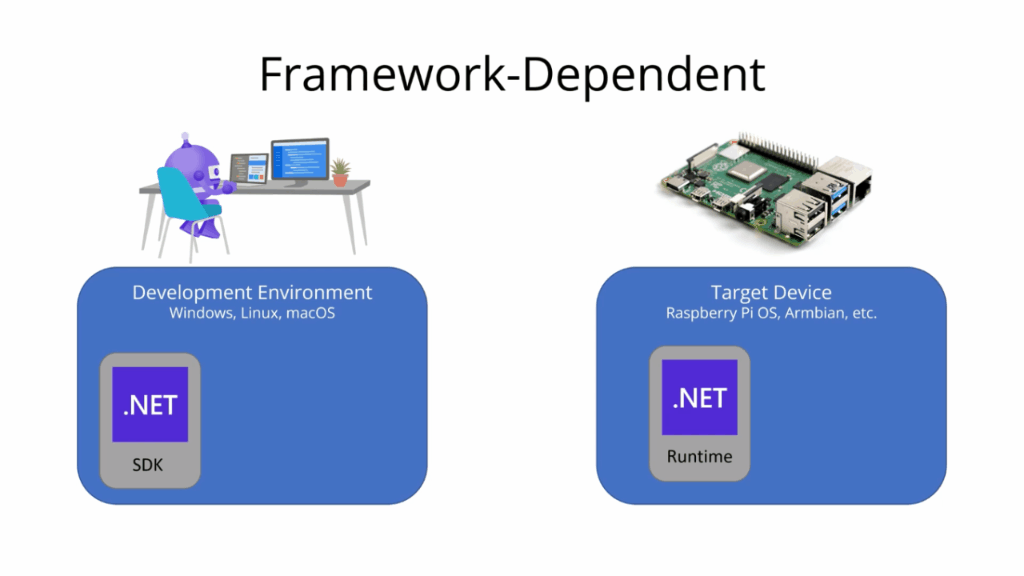 Framework-Dependent
Development Environment
Windows, Linux, macOS
.NET
SDK
Target Device
Raspberry Pi OS, Armbian, etc.
.NET
Runtime